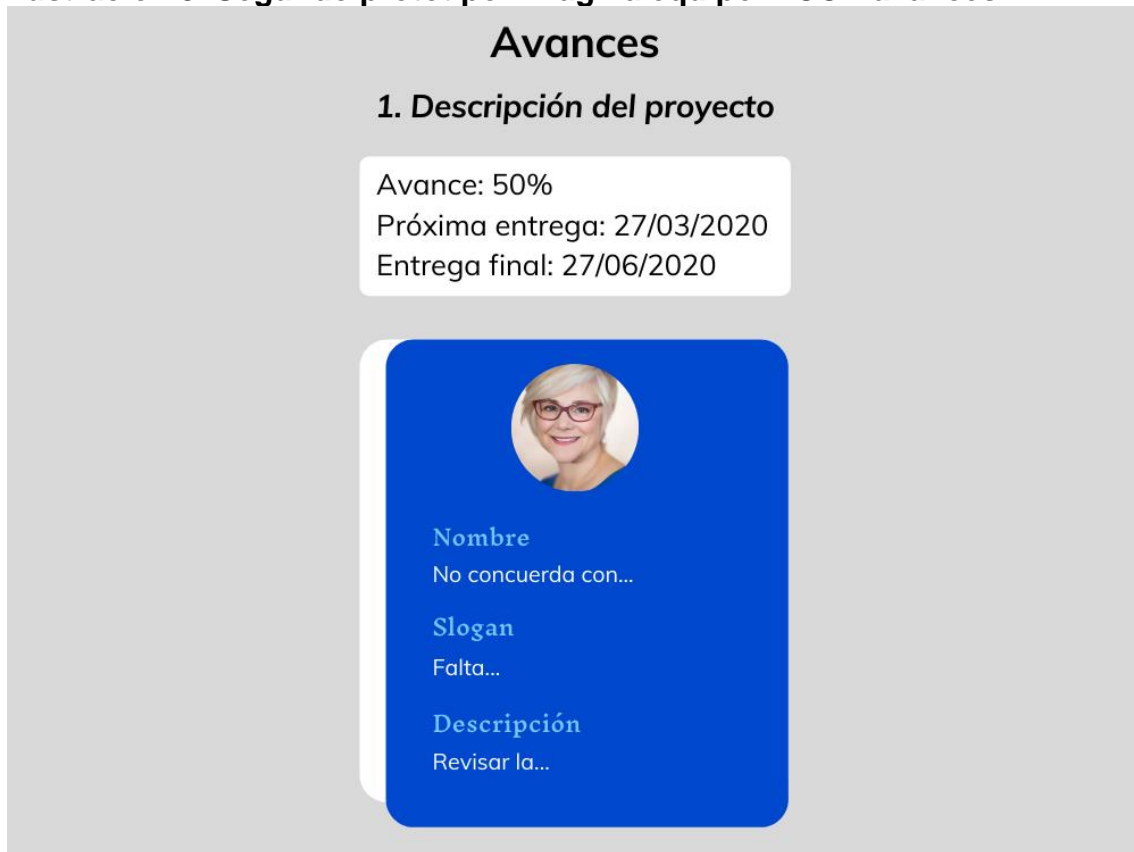 Avances
1. Descripción del proyecto
Avance: 50%
Próxima entrega: 27/03/2020
Entrega final: 27/06/2020
Nombre
No concuerda con...
Slogan
Falta...
Descripción
Revisar la...